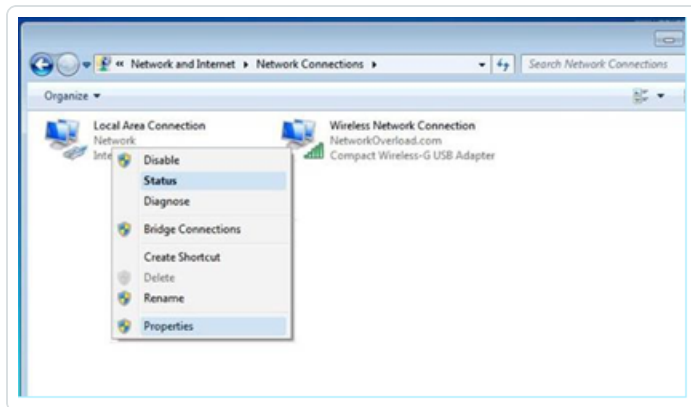 « Network and Internet ▸ Network Connections ▸
Search Network Connections
Organize
Local Area Connection
Network
Inte
Wireless Network Connection
NetworkOverload.com
Compact Wireless-G USB Adapter
Disable
Status
Diagnose
Bridge Connections
Create Shortcut
Delete
Rename
Properties